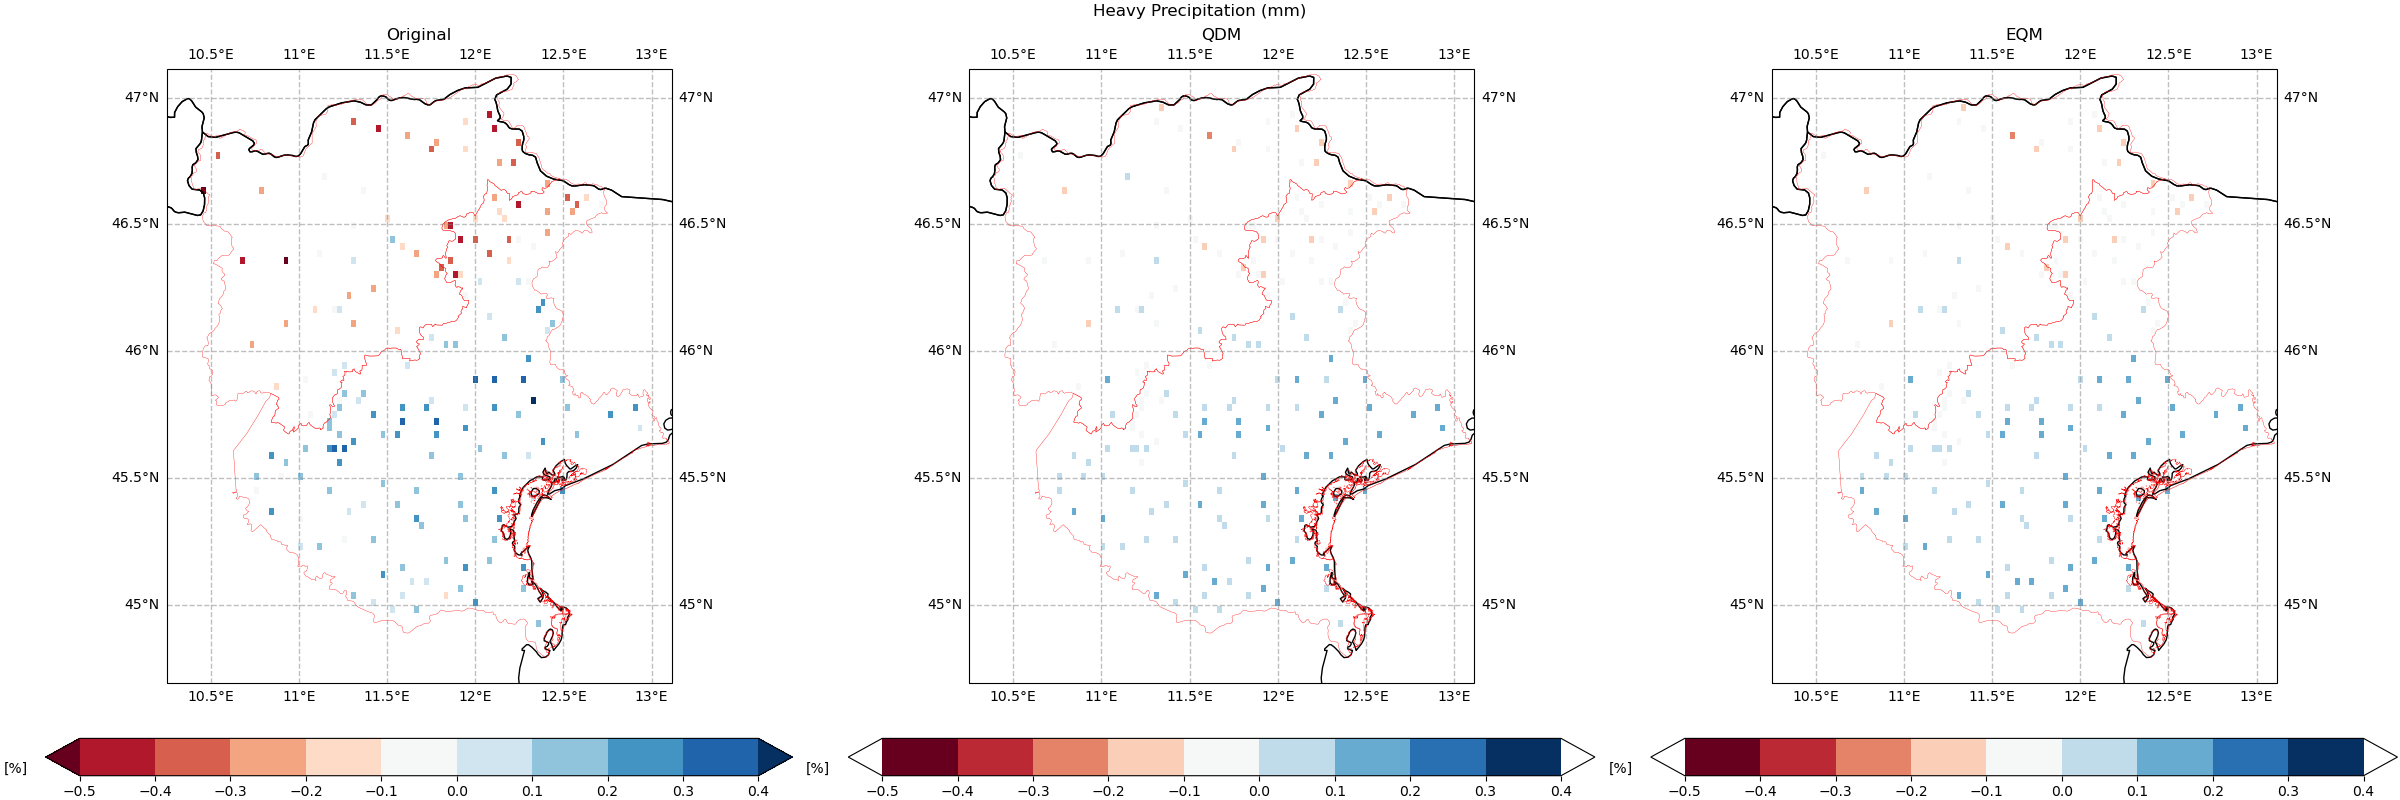 Heavy Precipitation (mm)
Original QDM EQM
10.5°E 11°E 11.5°E 12°E 12.5°E 13°E 10.5°E 11°E 11.5°E 12°E 12.5°E 13°E 10.5°E 11°E 11.5°E 12°E 12.5°E 13°E
47°N 47°N 47°N 47°N 47°N 47°N
46.5°N 46.5°N 46.5°N 46.5°N 46.5°N 46.5°N
46°N 46°N 46°N 46°N 46°N 46°N
45.5°N 45.5°N 45.5°N 45.5°N 45.5°N 45.5°N
45°N 45°N 45°N 45°N 45°N 45°N
10.5°E 11°E 11.5°E 12°E 12.5°E 13°E 10.5°E 11°E 11.5°E 12°E 12.5°E 13°E 10.5°E 11°E 11.5°E 12°E 12.5°E 13°E
[%] [%] [%]
−0.5 −0.4 −0.3 −0.2 −0.1 0.0 0.1 0.2 0.3 0.4 −0.5 −0.4 −0.3 −0.2 −0.1 0.0 0.1 0.2 0.3 0.4 −0.5 −0.4 −0.3 −0.2 −0.1 0.0 0.1 0.2 0.3 0.4